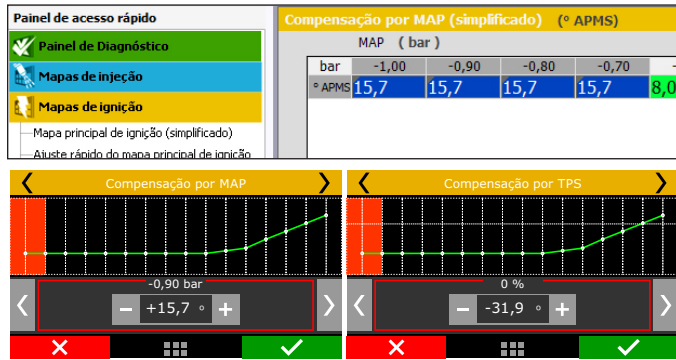 Painel de acesso rápido
Painel de Diagnóstico
Mapas de injeção
Mapas de ignição
Mapa principal de ignição (simplificado)
Ajuste rápido do mapa principal de ignição
Compensação por MAP (simplificado) (° APMS)
MAP ( bar )
bar -1,00 -0,90 -0,80 -0,70 -
° APMS 15,7 15,7 15,7 15,7 8,0
Compensação por MAP
-0,90 bar
− +15,7 ° +
Compensação por TPS
0 %
− -31,9 ° +